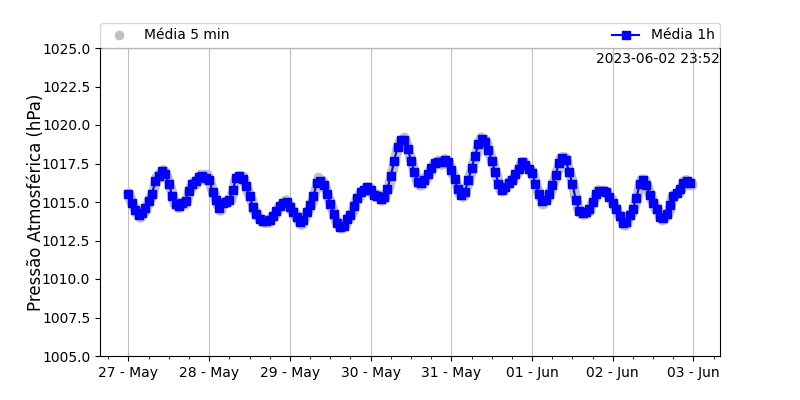 Média 5 min
Média 1h
2023-06-02 23:52
Pressão Atmosférica (hPa)
1025.0
1022.5
1020.0
1017.5
1015.0
1012.5
1010.0
1007.5
1005.0
27 - May
28 - May
29 - May
30 - May
31 - May
01 - Jun
02 - Jun
03 - Jun